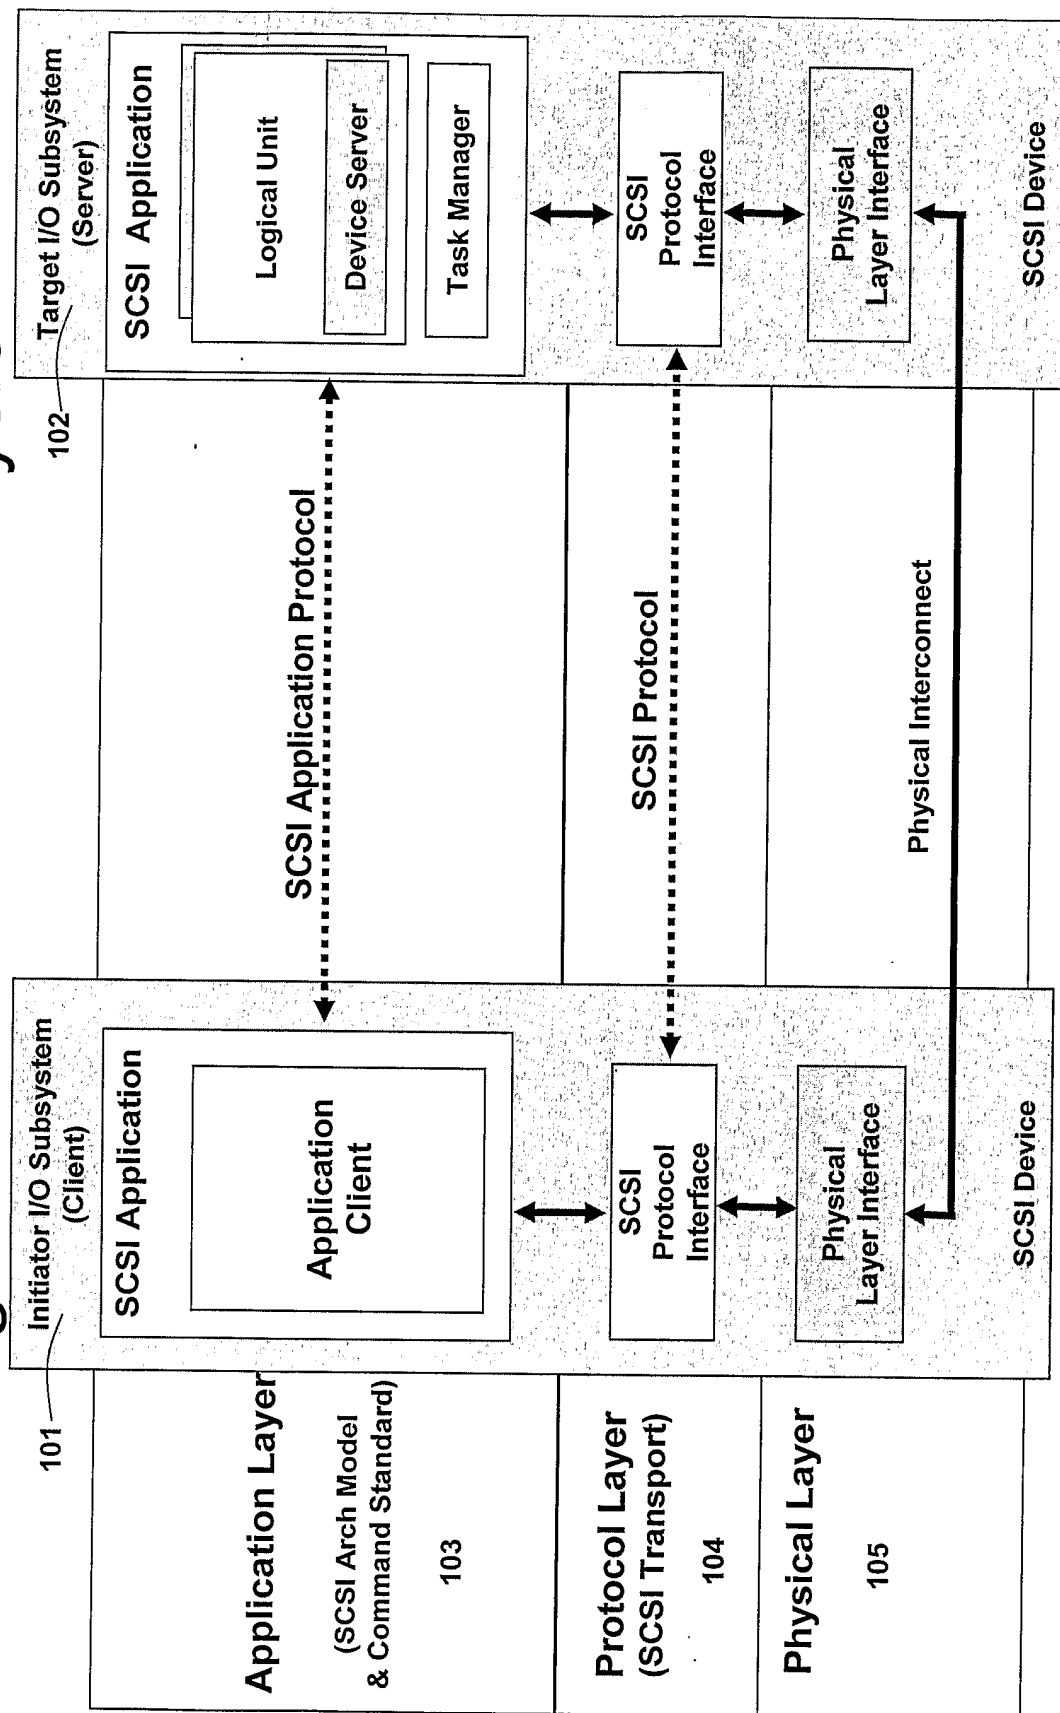 101
Initiator I/O Subsystem
(Client)
SCSI Application
Application
Client
SCSI
Protocol
Interface
Physical
Layer Interface
SCSI Device
102
Target I/O Subsystem
(Server)
SCSI Application
Logical Unit
Device Server
Task Manager
SCSI
Protocol
Interface
Physical
Layer Interface
SCSI Device
SCSI Application Protocol
SCSI Protocol
Physical Interconnect
Application Layer
(SCSI Arch Model
& Command Standard)
103
Protocol Layer
(SCSI Transport)
104
Physical Layer
105